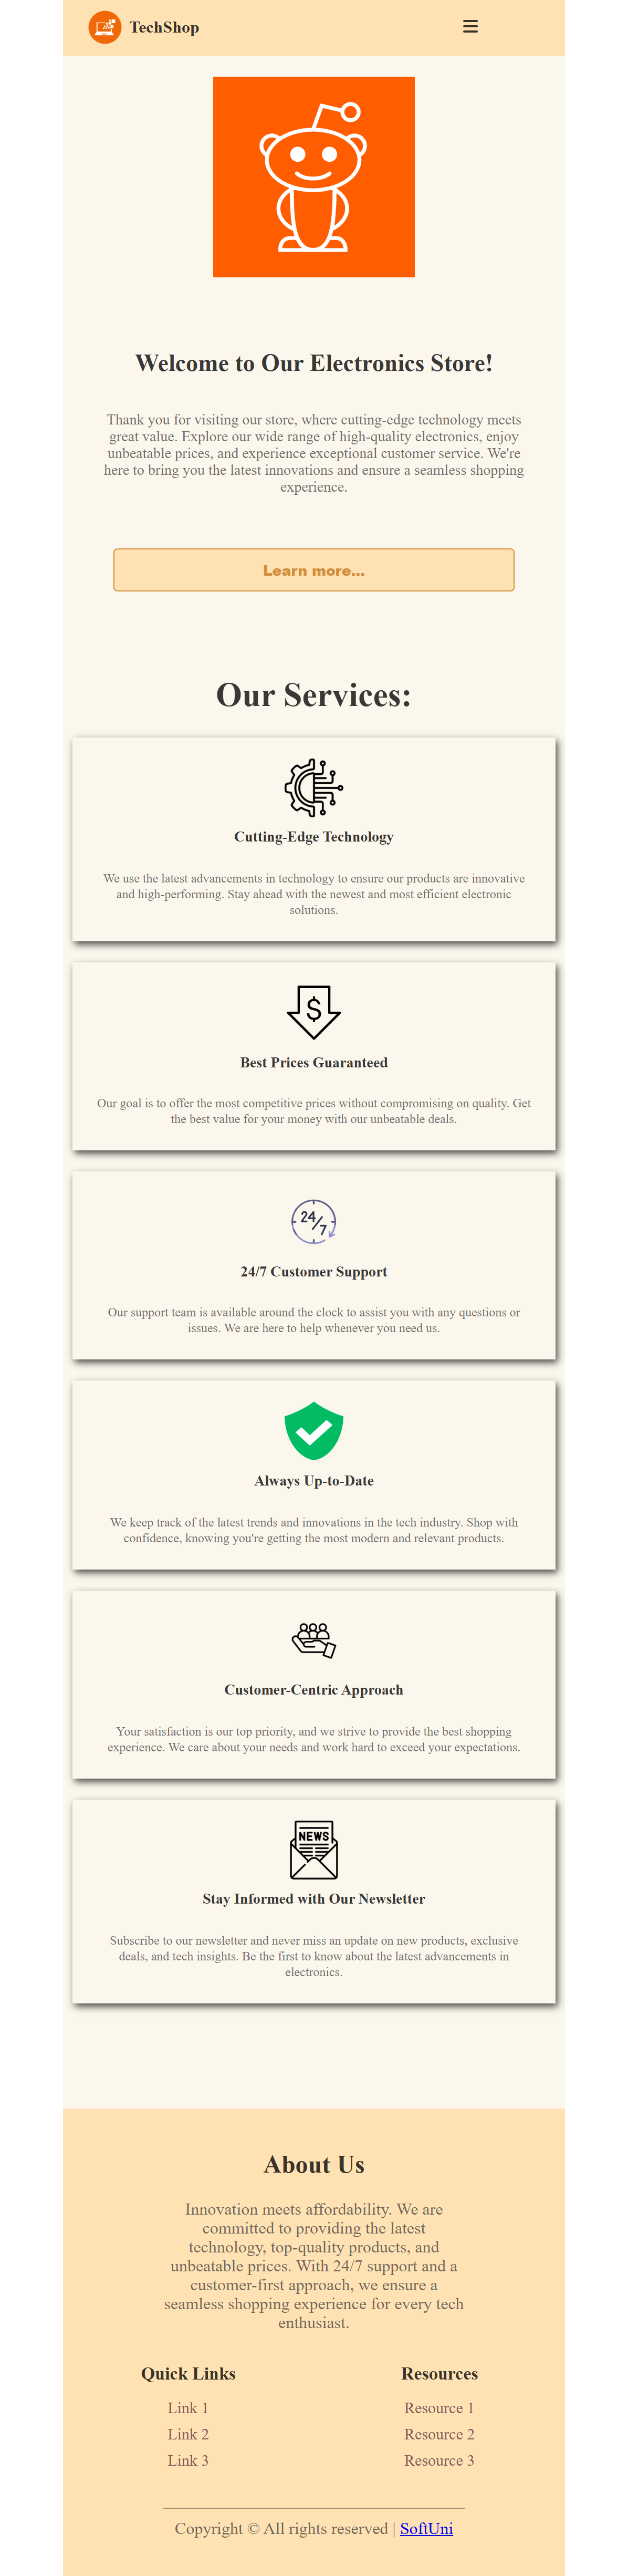 TechShop
Welcome to Our Electronics Store!
Thank you for visiting our store, where cutting-edge technology meets
great value. Explore our wide range of high-quality electronics, enjoy
unbeatable prices, and experience exceptional customer service. We're
here to bring you the latest innovations and ensure a seamless shopping
experience.
Learn more...
Our Services:
Cutting-Edge Technology
We use the latest advancements in technology to ensure our products are innovative
and high-performing. Stay ahead with the newest and most efficient electronic
solutions.
$
Best Prices Guaranteed
Our goal is to offer the most competitive prices without compromising on quality. Get
the best value for your money with our unbeatable deals.
24/7
24/7 Customer Support
Our support team is available around the clock to assist you with any questions or
issues. We are here to help whenever you need us.
Always Up-to-Date
We keep track of the latest trends and innovations in the tech industry. Shop with
confidence, knowing you're getting the most modern and relevant products.
Customer-Centric Approach
Your satisfaction is our top priority, and we strive to provide the best shopping
experience. We care about your needs and work hard to exceed your expectations.
NEWS
Stay Informed with Our Newsletter
Subscribe to our newsletter and never miss an update on new products, exclusive
deals, and tech insights. Be the first to know about the latest advancements in
electronics.
About Us
Innovation meets affordability. We are
committed to providing the latest
technology, top-quality products, and
unbeatable prices. With 24/7 support and a
customer-first approach, we ensure a
seamless shopping experience for every tech
enthusiast.
Quick Links
Link 1
Link 2
Link 3
Resources
Resource 1
Resource 2
Resource 3
Copyright © All rights reserved | SoftUni